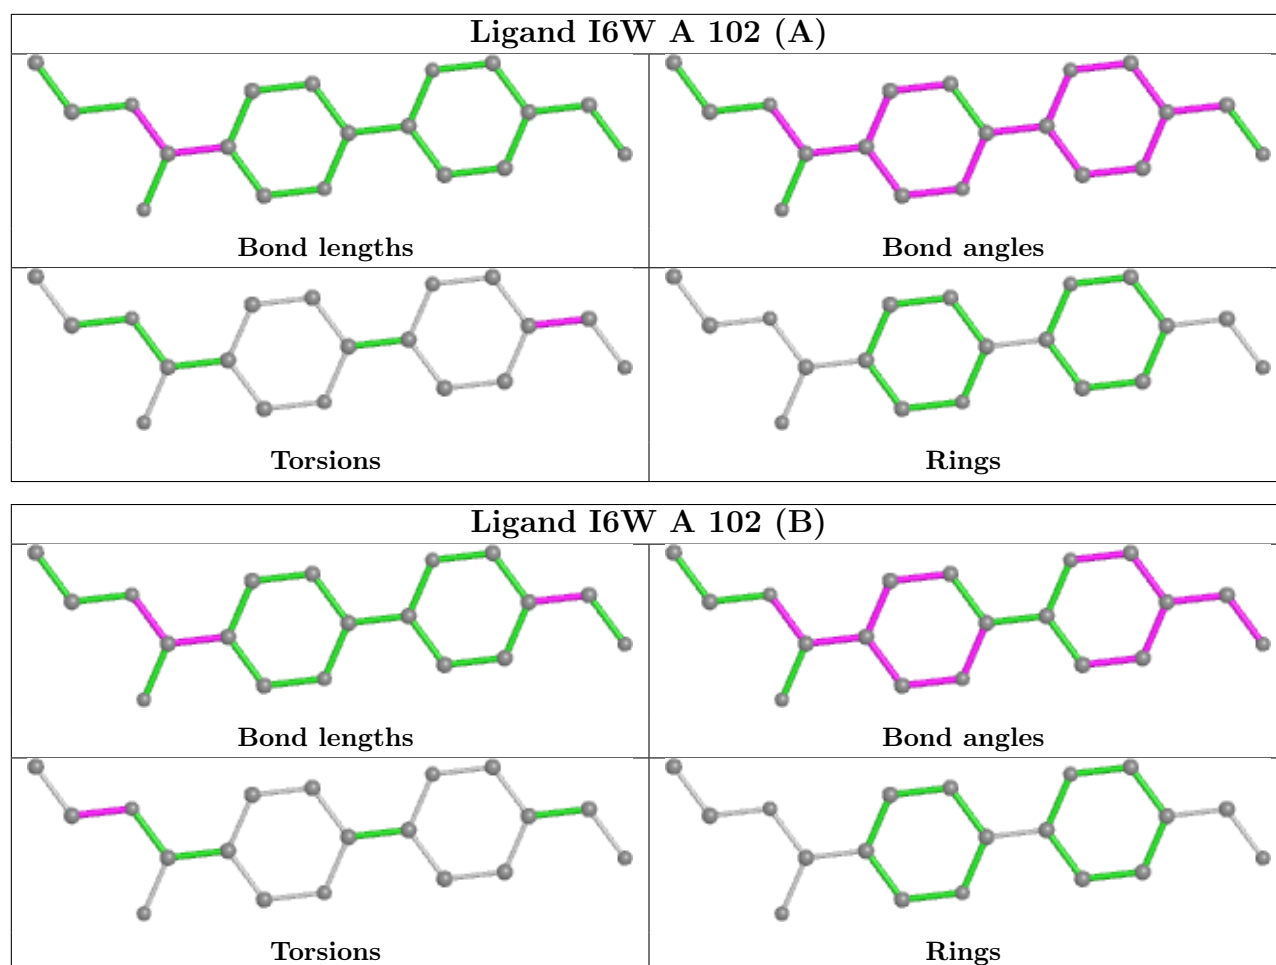 Ligand I6W A 102 (A)
Bond lengths
Bond angles
Torsions
Rings
Ligand I6W A 102 (B)
Bond lengths
Bond angles
Torsions
Rings